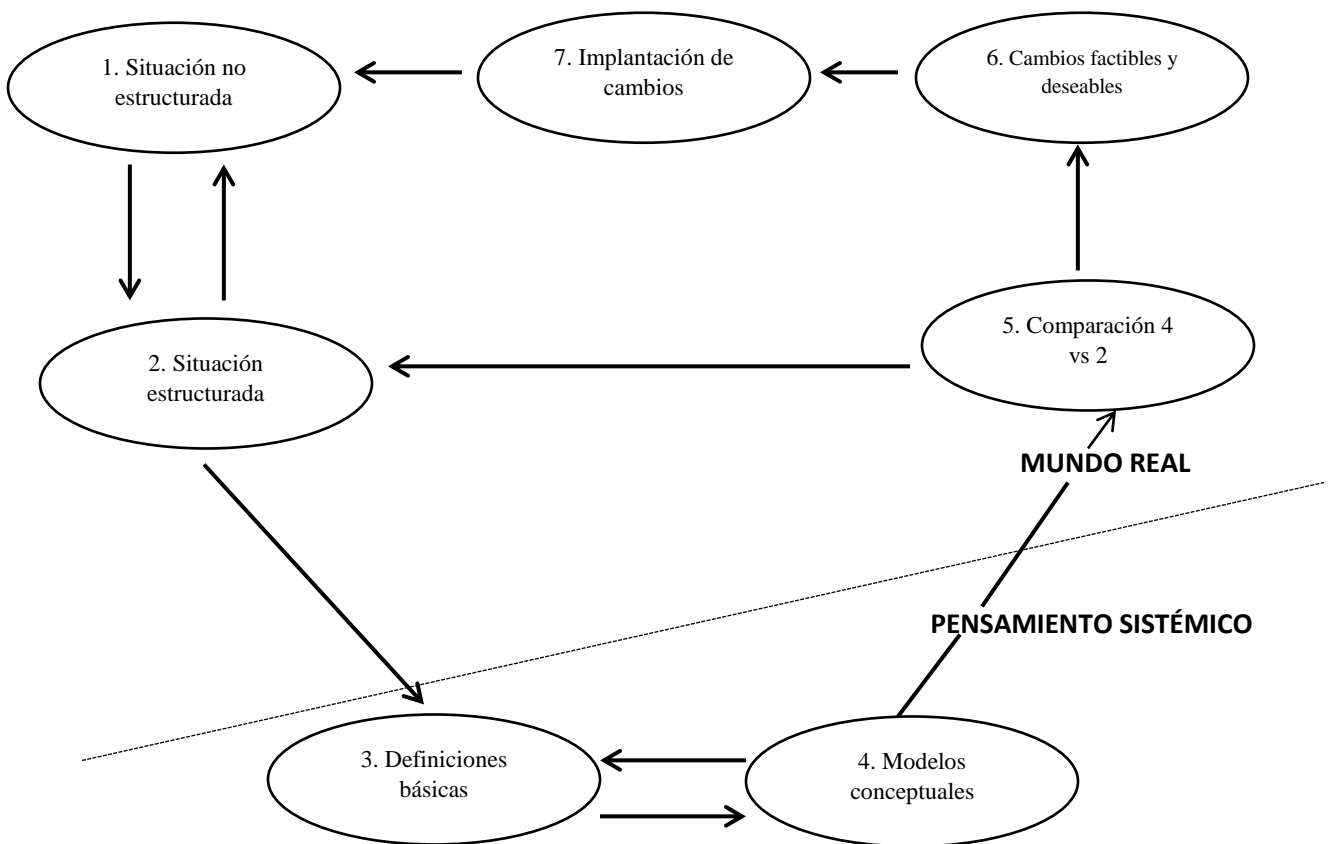 1. Situación no
estructurada
7. Implantación de
cambios
6. Cambios factibles y
deseables
2. Situación
estructurada
5. Comparación 4
vs 2
MUNDO REAL
PENSAMIENTO SISTÉMICO
3. Definiciones
básicas
4. Modelos
conceptuales